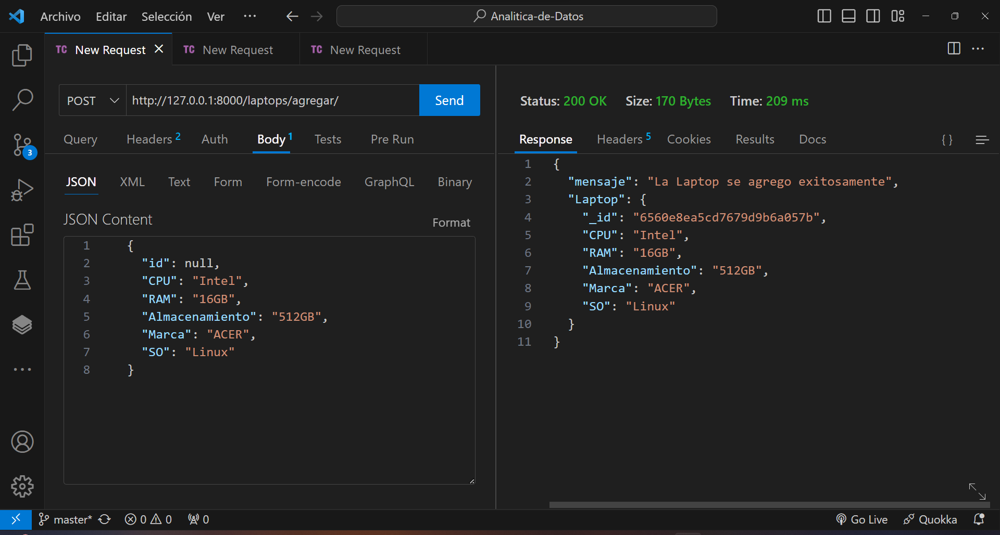 Archivo Editar Selección Ver ··· Analitica-de-Datos
TC New Request TC New Request TC New Request
POST http://127.0.0.1:8000/laptops/agregar/ Send
Status: 200 OK Size: 170 Bytes Time: 209 ms
Query Headers 2 Auth Body 1 Tests Pre Run
Response Headers 5 Cookies Results Docs { }
3
JSON XML Text Form Form-encode GraphQL Binary
JSON Content
Format
1 {
2 "id": null,
3 "CPU": "Intel",
4 "RAM": "16GB",
5 "Almacenamiento": "512GB",
6 "Marca": "ACER",
7 "SO": "Linux"
8 }
1 {
2 "mensaje": "La Laptop se agrego exitosamente",
3 "Laptop": {
4 "_id": "6560e8ea5cd7679d9b6a057b",
5 "CPU": "Intel",
6 "RAM": "16GB",
7 "Almacenamiento": "512GB",
8 "Marca": "ACER",
9 "SO": "Linux"
10 }
11 }
master* 0 0 0 Go Live Quokka